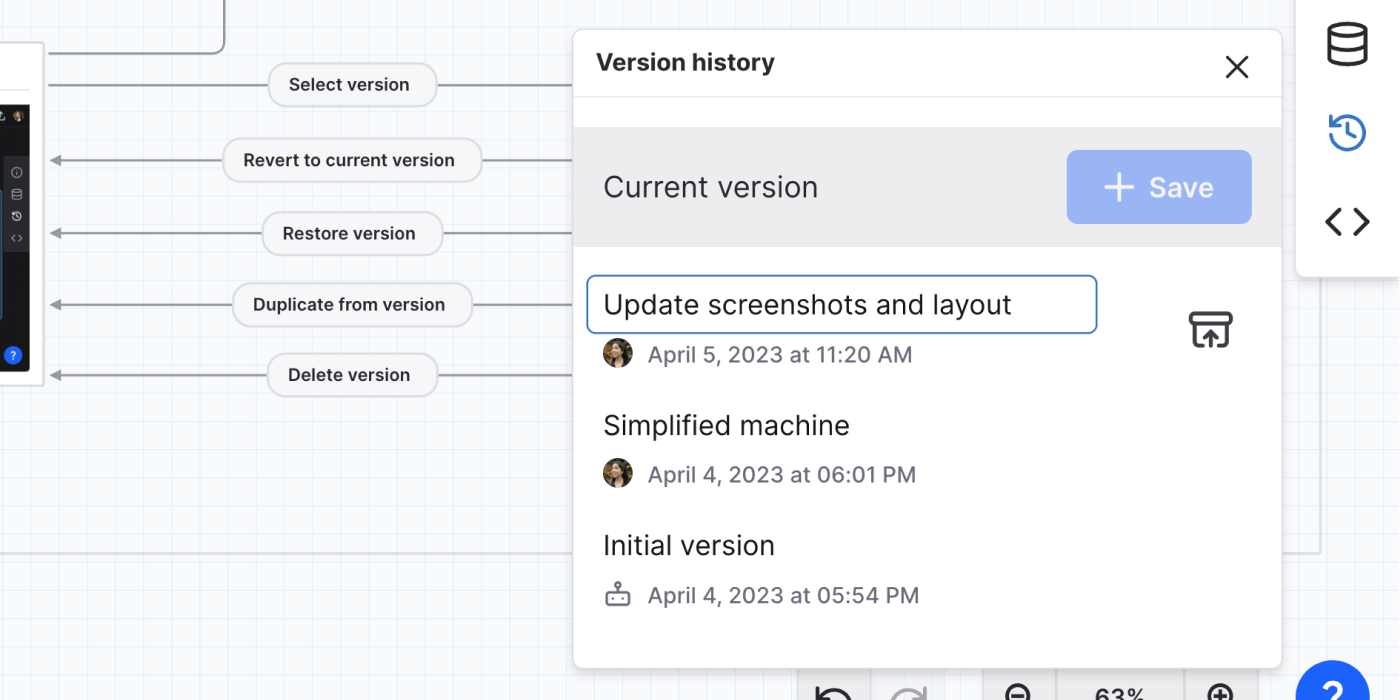 Select version
Revert to current version
Restore version
Duplicate from version
Delete version
Version history
Current version
Save
Update screenshots and layout
April 5, 2023 at 11:20 AM
Simplified machine
April 4, 2023 at 06:01 PM
Initial version
April 4, 2023 at 05:54 PM
63%
?
?